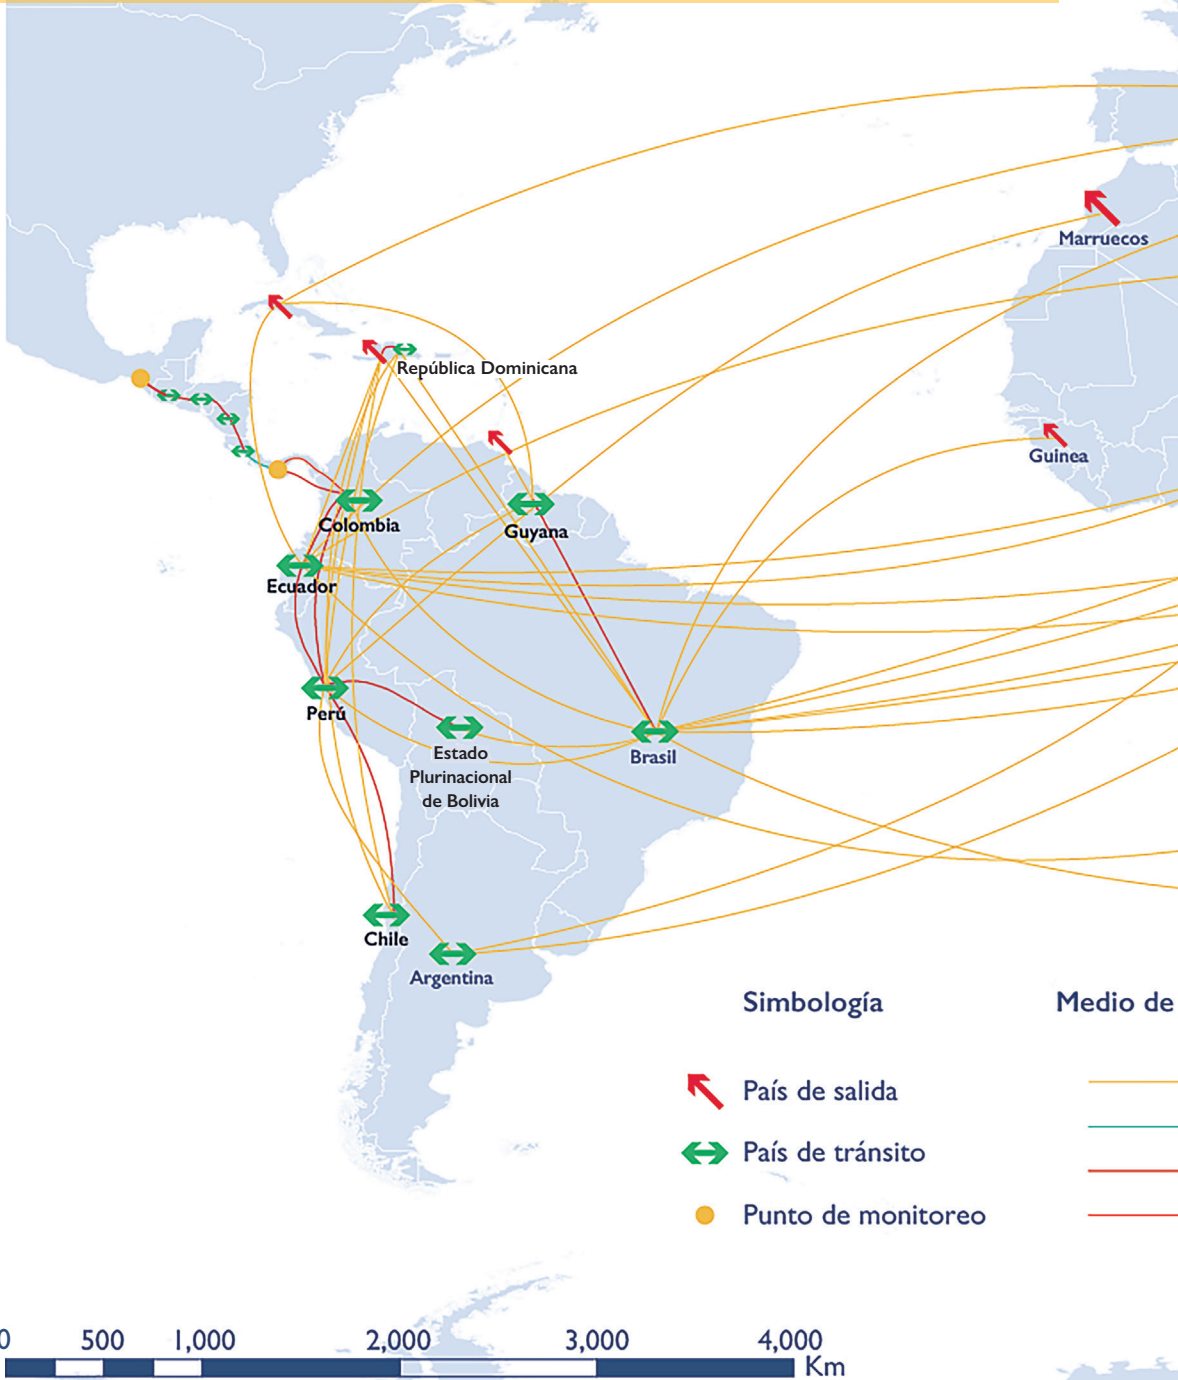 Marruecos
República Dominicana
Guinea
Colombia
Guyana
Ecuador
Perú
Estado
Plurinacional
de Bolivia
Brasil
Chile
Argentina
Simbología
Medio de
País de salida
País de tránsito
Punto de monitoreo
0 500 1,000 2,000 3,000 4,000
Km